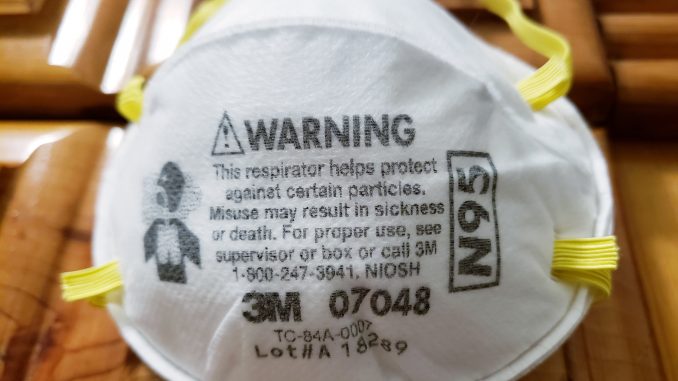 WARNING
This respirator helps protect
against certain particles.
Misuse may result in sickness
or death. For proper use, see
supervisor or box or call 3M
1-800-247-3941. NIOSH
N95
3M 07048
TC-84A-0007
Lot#A